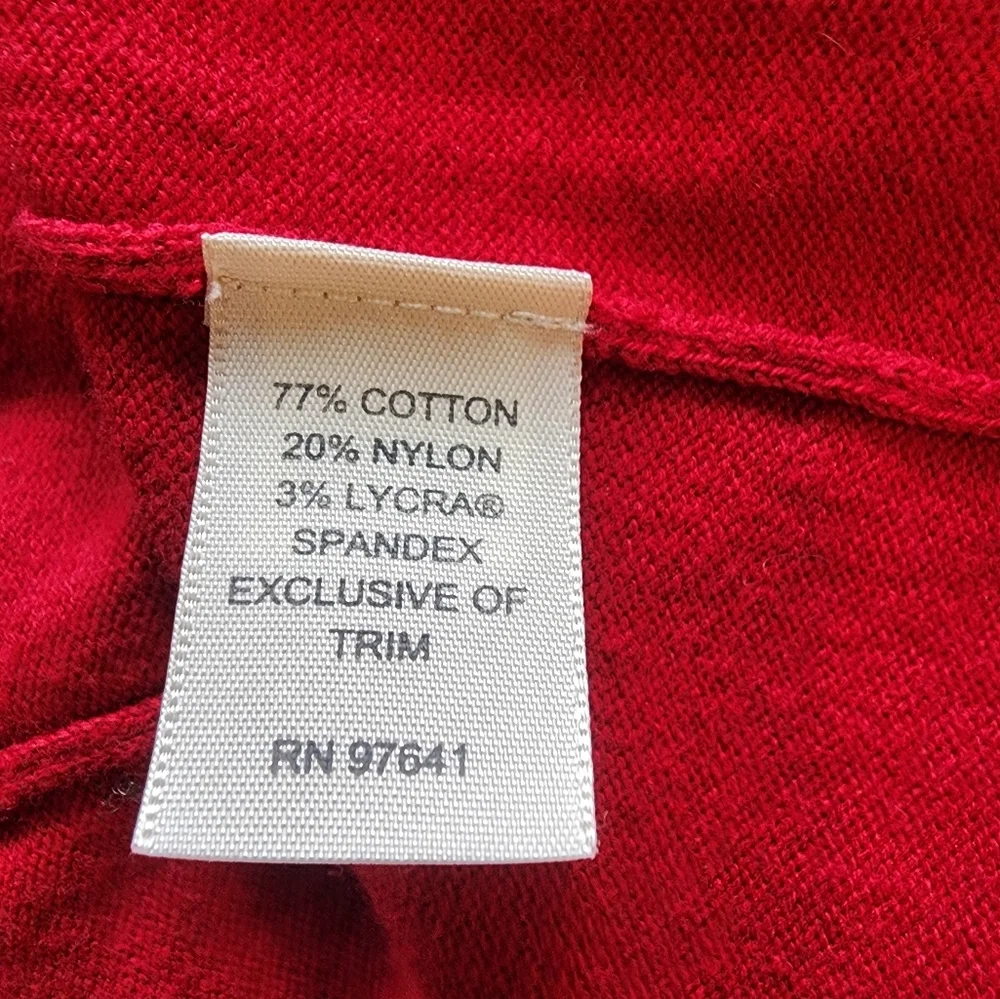 77% COTTON
20% NYLON
3% LYCRA®
SPANDEX
EXCLUSIVE OF
TRIM
RN 97641